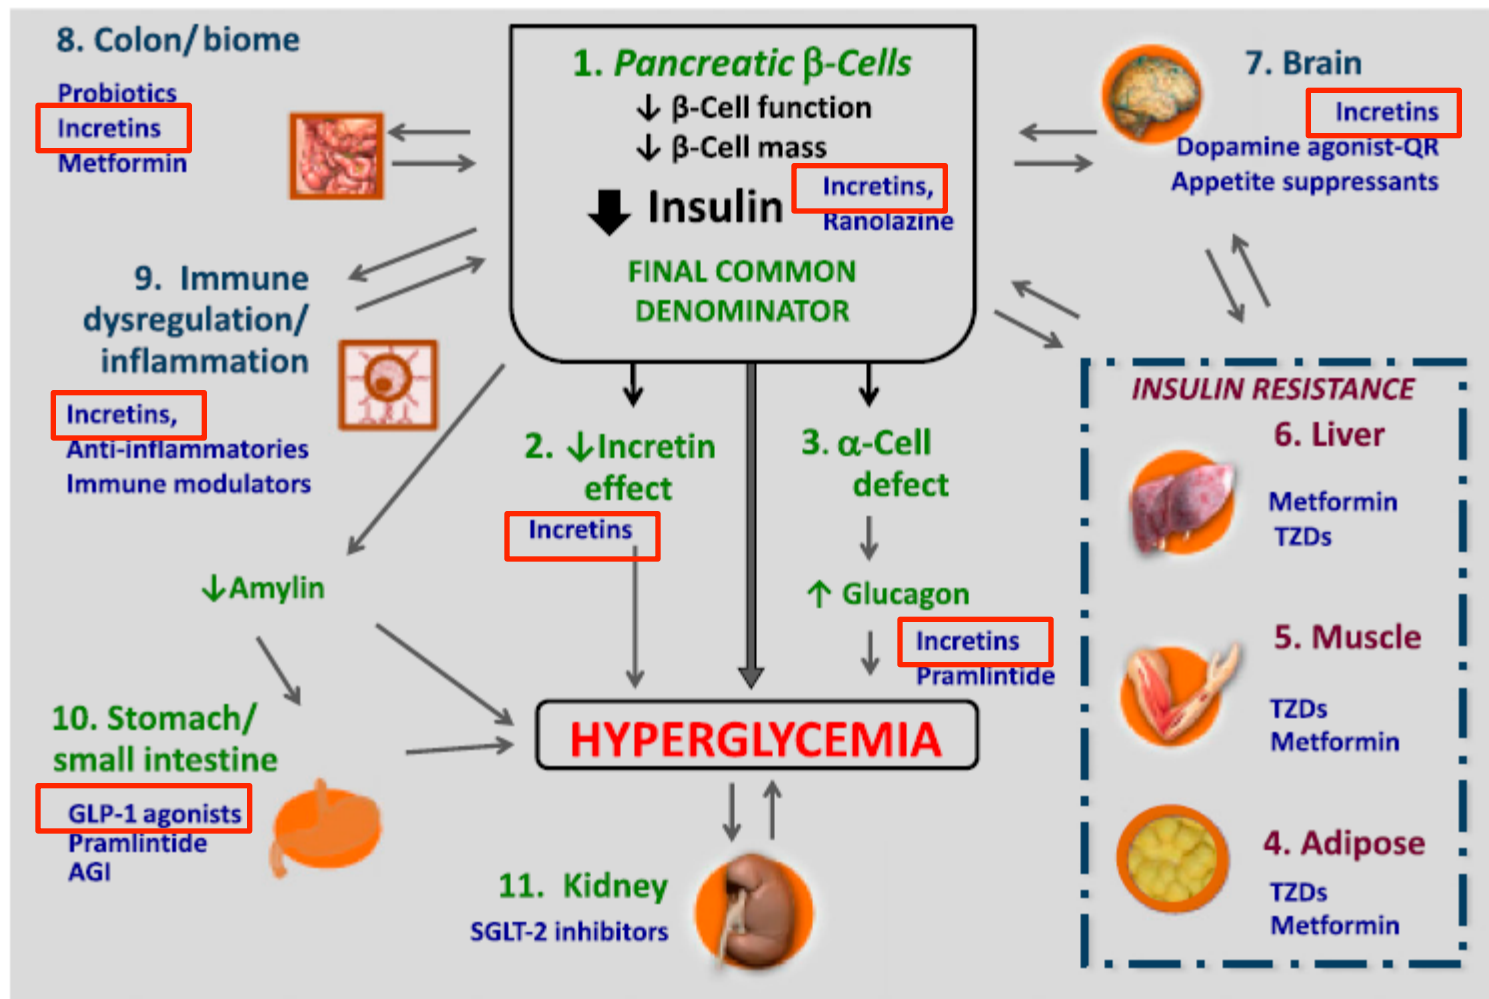 8. Colon/ biome
Probiotics
Incretins
Metformin
1. Pancreatic β-Cells
↓ β-Cell function
↓ β-Cell mass
↓ Insulin
Incretins,
Ranolazine
FINAL COMMON
DENOMINATOR
7. Brain
Incretins
Dopamine agonist-QR
Appetite suppressants
9. Immune
dysregulation/
inflammation
Incretins,
Anti-inflammatories
Immune modulators
2. ↓Incretin
effect
Incretins
3. α-Cell
defect
↑ Glucagon
Incretins
Pramlintide
INSULIN RESISTANCE
6. Liver
Metformin
TZDs
5. Muscle
TZDs
Metformin
4. Adipose
TZDs
Metformin
↓Amylin
10. Stomach/
small intestine
GLP-1 agonists
Pramlintide
AGI
HYPERGLYCEMIA
11. Kidney
SGLT-2 inhibitors